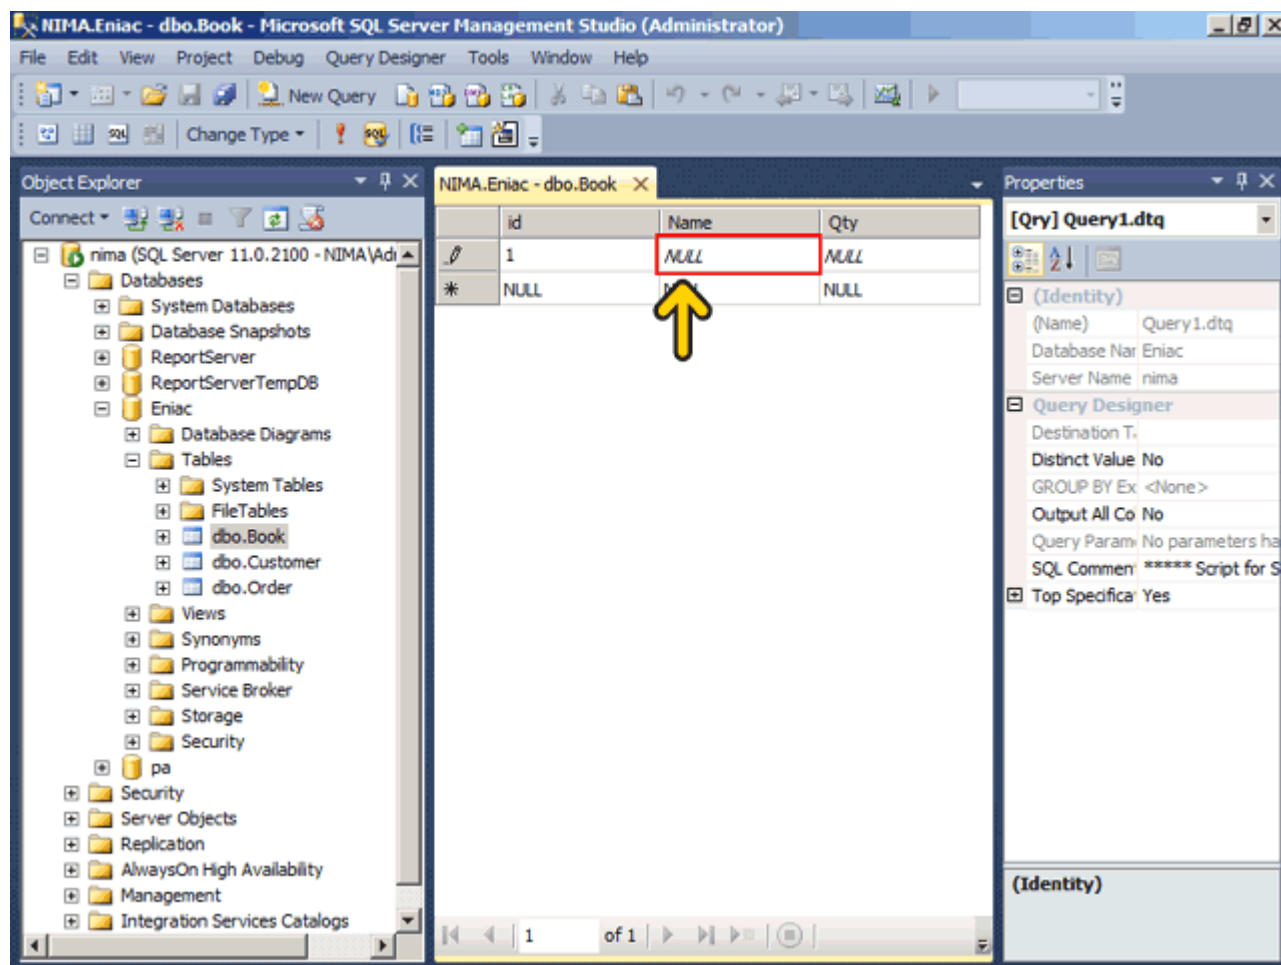 NIMA.Eniac - dbo.Book - Microsoft SQL Server Management Studio (Administrator)
File Edit View Project Debug Query Designer Tools Window Help
New Query
Change Type
Object Explorer
Connect
nima (SQL Server 11.0.2100 - NIMA\Adı
Databases
System Databases
Database Snapshots
ReportServer
ReportServerTempDB
Eniac
Database Diagrams
Tables
System Tables
FileTables
dbo.Book
dbo.Customer
dbo.Order
Views
Synonyms
Programmability
Service Broker
Storage
Security
pa
Security
Server Objects
Replication
AlwaysOn High Availability
Management
Integration Services Catalogs
NIMA.Eniac - dbo.Book
id Name Qty
1 NULL NULL
NULL NULL
1 of 1
Properties
[Qry] Query1.dtq
(Identity)
(Name) Query1.dtq
Database Nar Eniac
Server Name nima
Query Designer
Destination T
Distinct Value No
GROUP BY Ex <None>
Output All Co No
Query Param No parameters ha
SQL Comment ***** Script for S
Top Specifica Yes
(Identity)